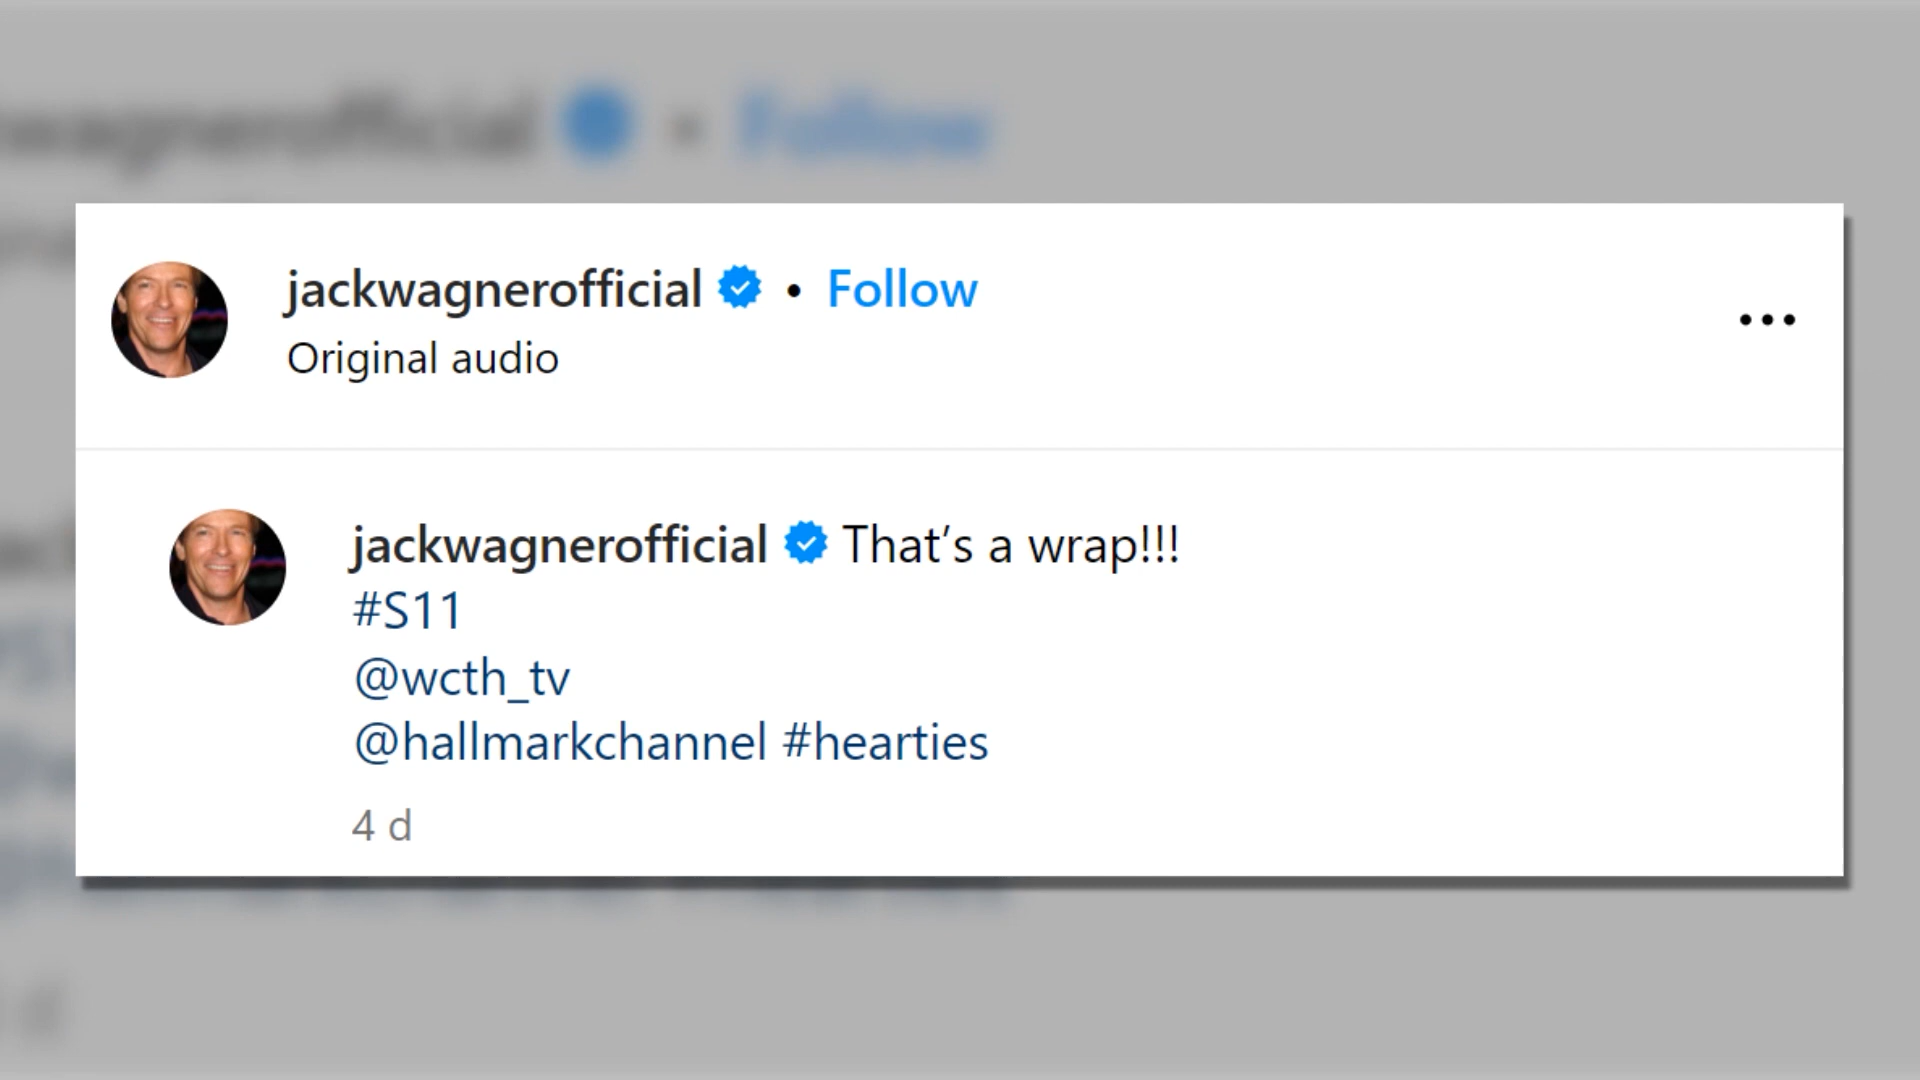 jackwagnerofficial • Follow
Original audio
jackwagnerofficial That’s a wrap!!!
#S11
@wcth_tv
@hallmarkchannel #hearties
4 d